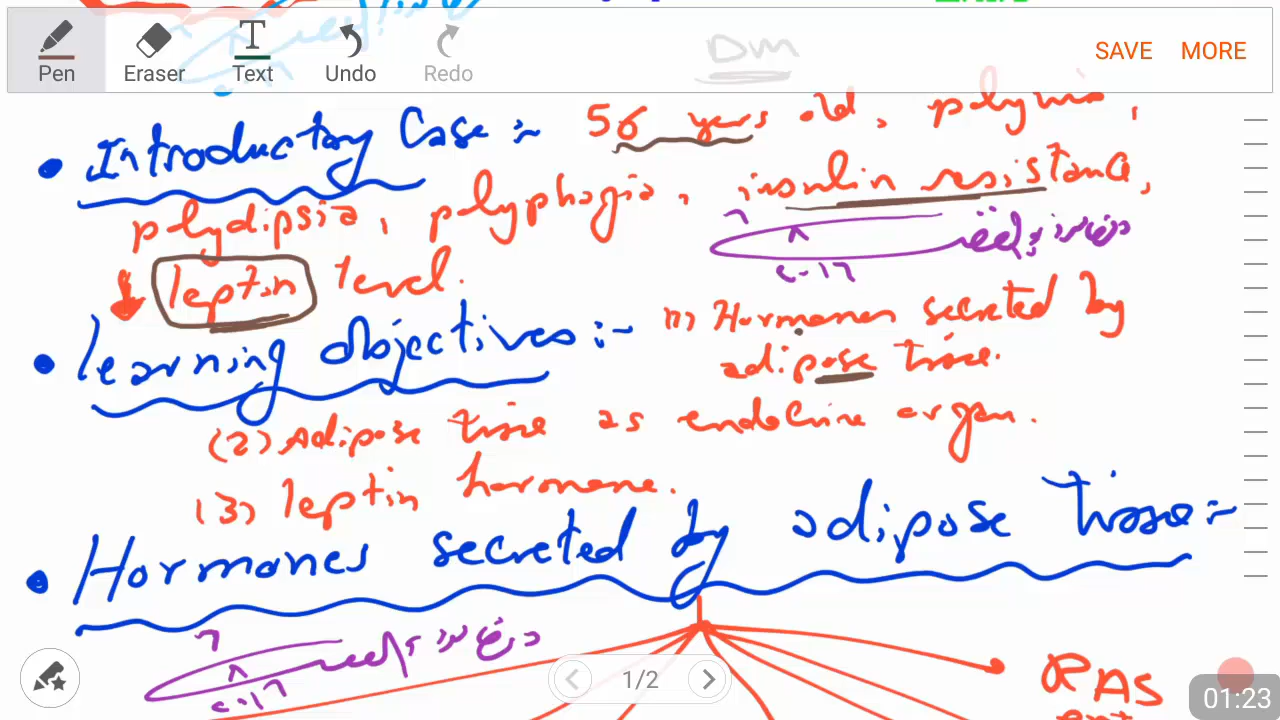 Pen
Eraser
Text
Undo
Redo
Dm
SAVE
MORE
• Introductory Case :- 56 years old, polyuria,
polydipsia, polyphagia, insulin resistance,
↓ leptin level.
• learning objectives :- (1) Hormones secreted by
adipose tissue.
(2) Adipose tissue as endocrine organ.
(3) leptin hormone.
• Hormones secreted by adipose tissue :-
1/2
RAS
01:23